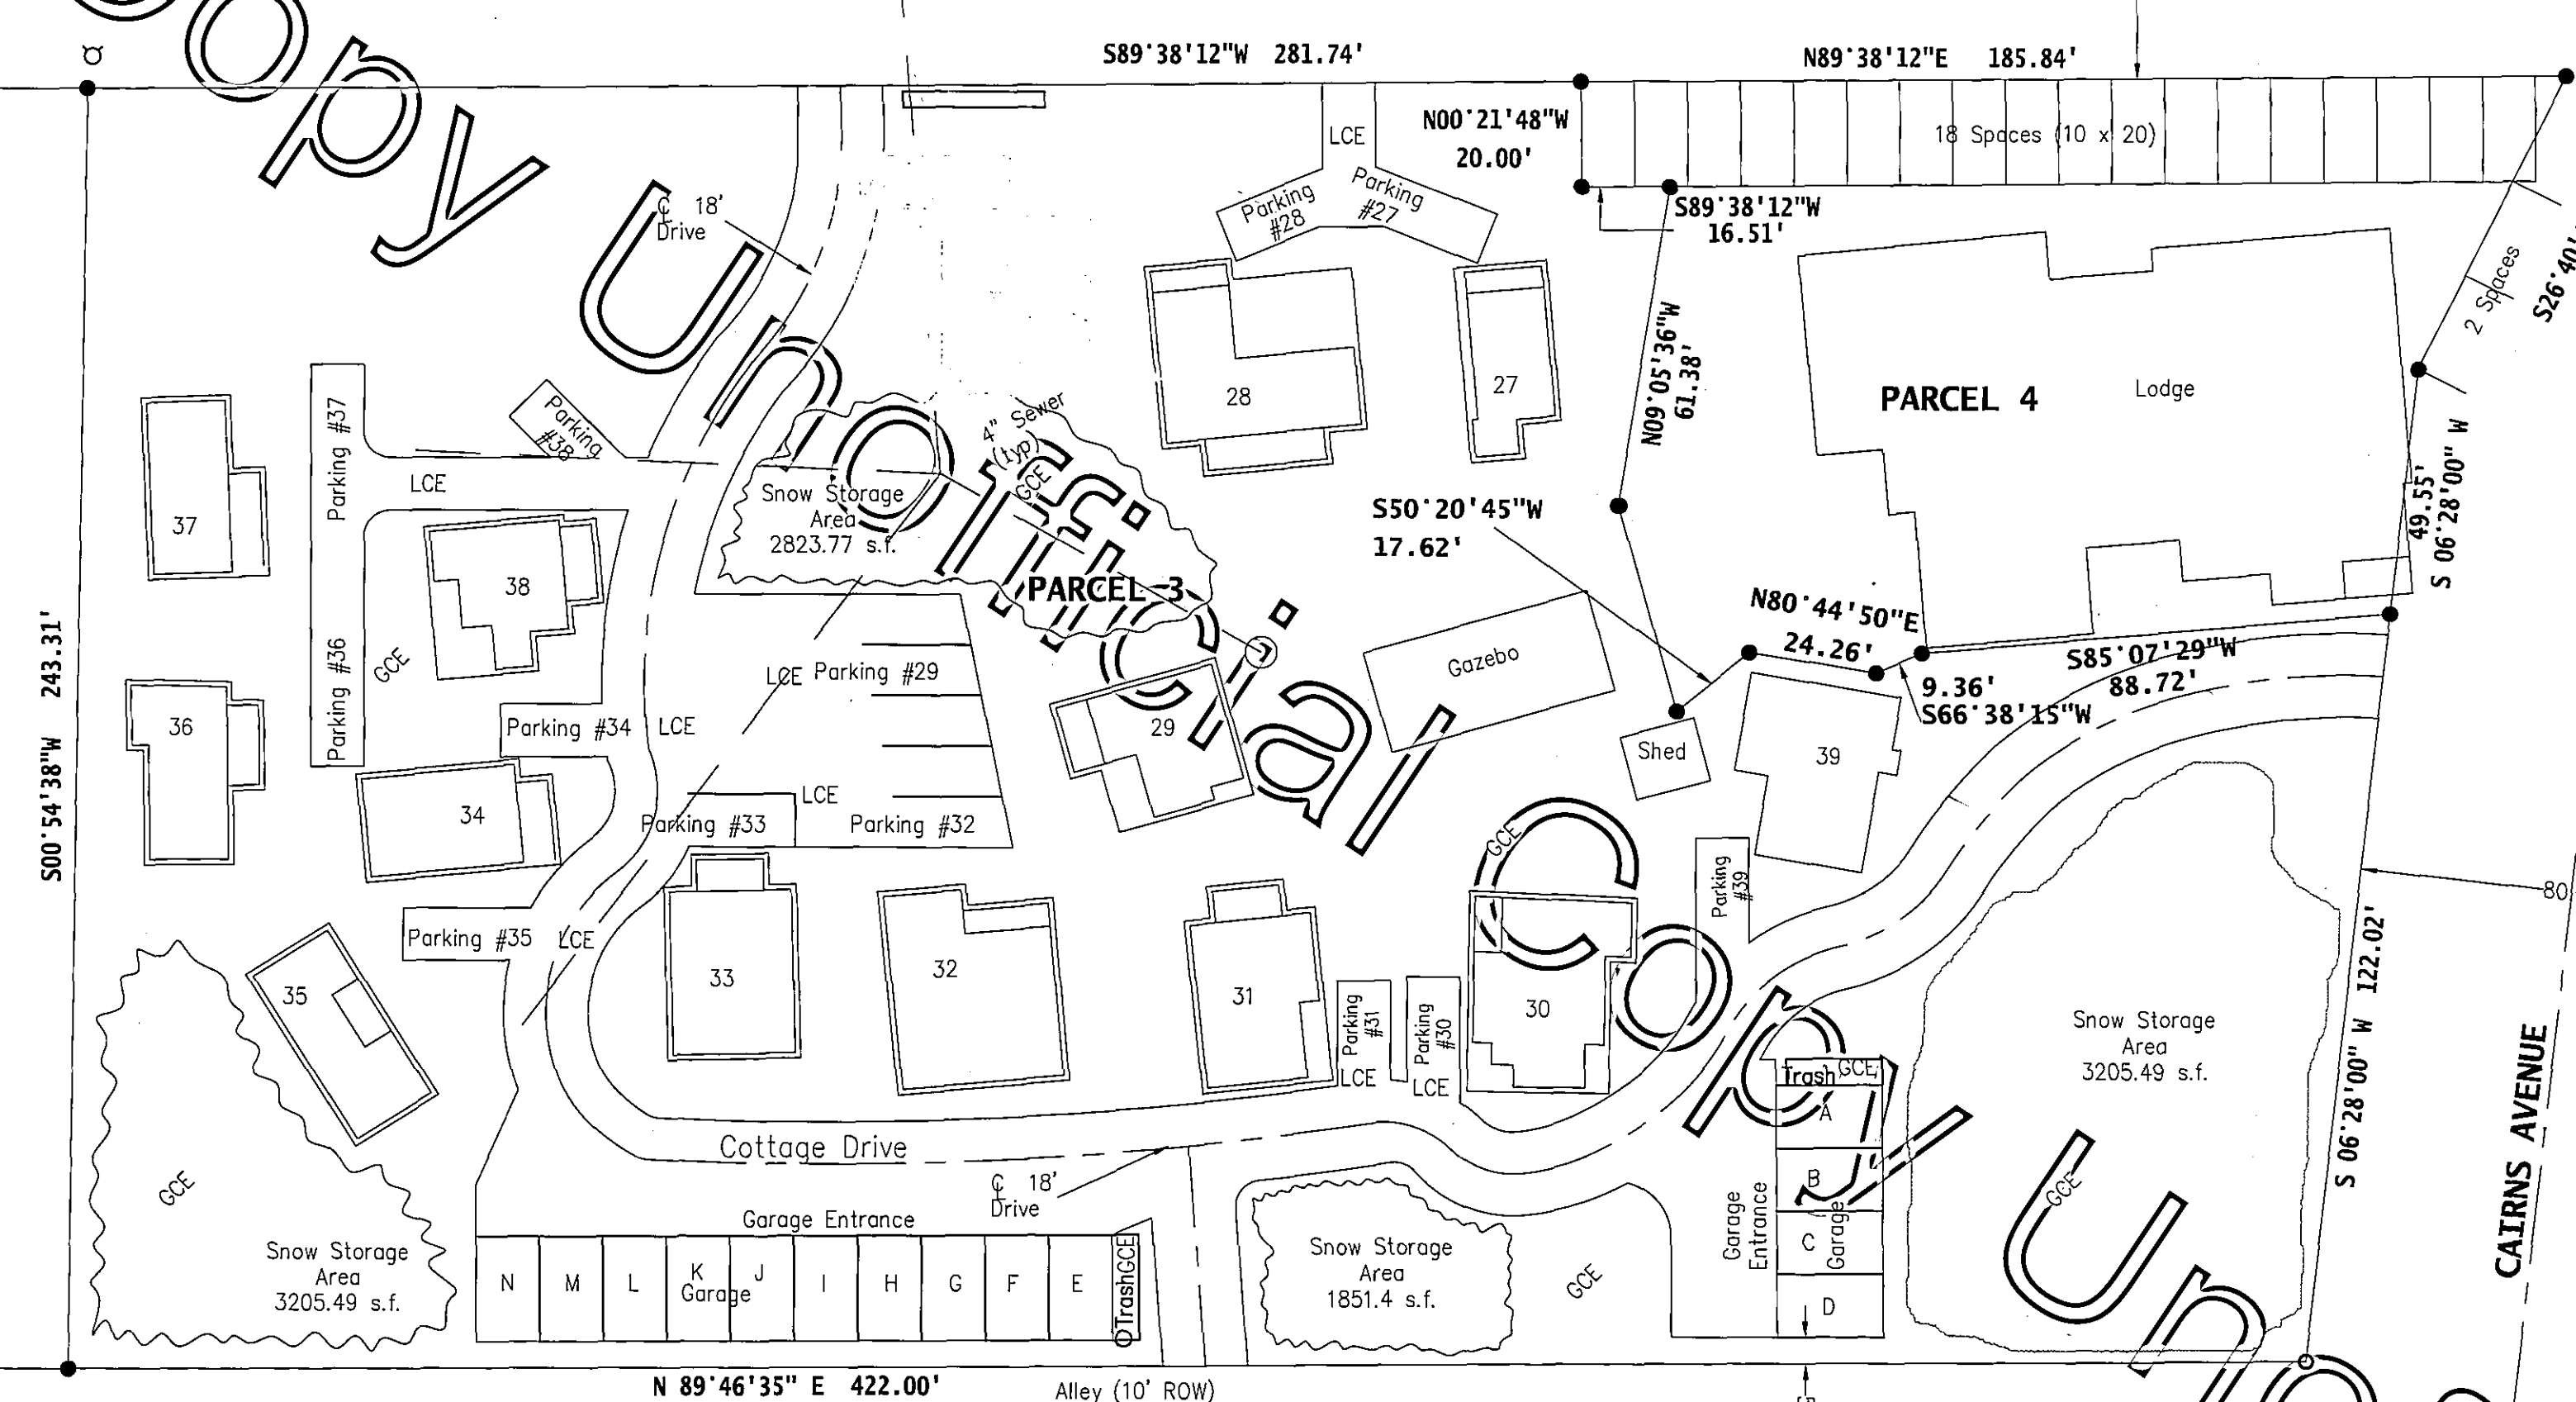 S89°38'12"W 281.74'
N89°38'12"E 185.84'
N00°21'48"W
20.00'
LCE
18 Spaces (10 x 20)
Parking
#28
Parking
#27
S89°38'12"W
16.51'
℄ 18'
Drive
2 Spaces
S26°40'
N09°05'36"W
61.38'
28
27
PARCEL 4
Lodge
Parking #37
Parking
#38
4" Sewer
(typ)
GCE
LCE
37
Snow Storage
Area
2823.77 s.f.
S50°20'45"W
17.62'
49.55'
S 06°28'00" W
38
PARCEL 3
N80°44'50"E
24.26'
S85°07'29"W
88.72'
9.36'
S66°38'15"W
S00°54'38"W 243.31'
Parking #36
GCE
LCE
Parking #29
Gazebo
36
Parking #34
LCE
29
Shed
39
34
LCE
Parking #33
Parking #32
GCE
Parking
#39
80
Parking #35
LCE
35
33
32
31
Parking
#31
LCE
Parking
#30
LCE
30
Snow Storage
Area
3205.49 s.f.
S 06°28'00" W 122.02'
CAIRNS AVENUE
Trash
GCE
A
B
C
D
Garage
Garage
Entrance
GCE
Cottage Drive
℄ 18'
Drive
GCE
Garage Entrance
Snow Storage
Area
3205.49 s.f.
N
M
L
K
J
I
H
G
F
E
Garage
Trash
GCE
Snow Storage
Area
1851.4 s.f.
GCE
N 89°46'35" E 422.00'
Alley (10' ROW)
opy Unofficial Copy Uno